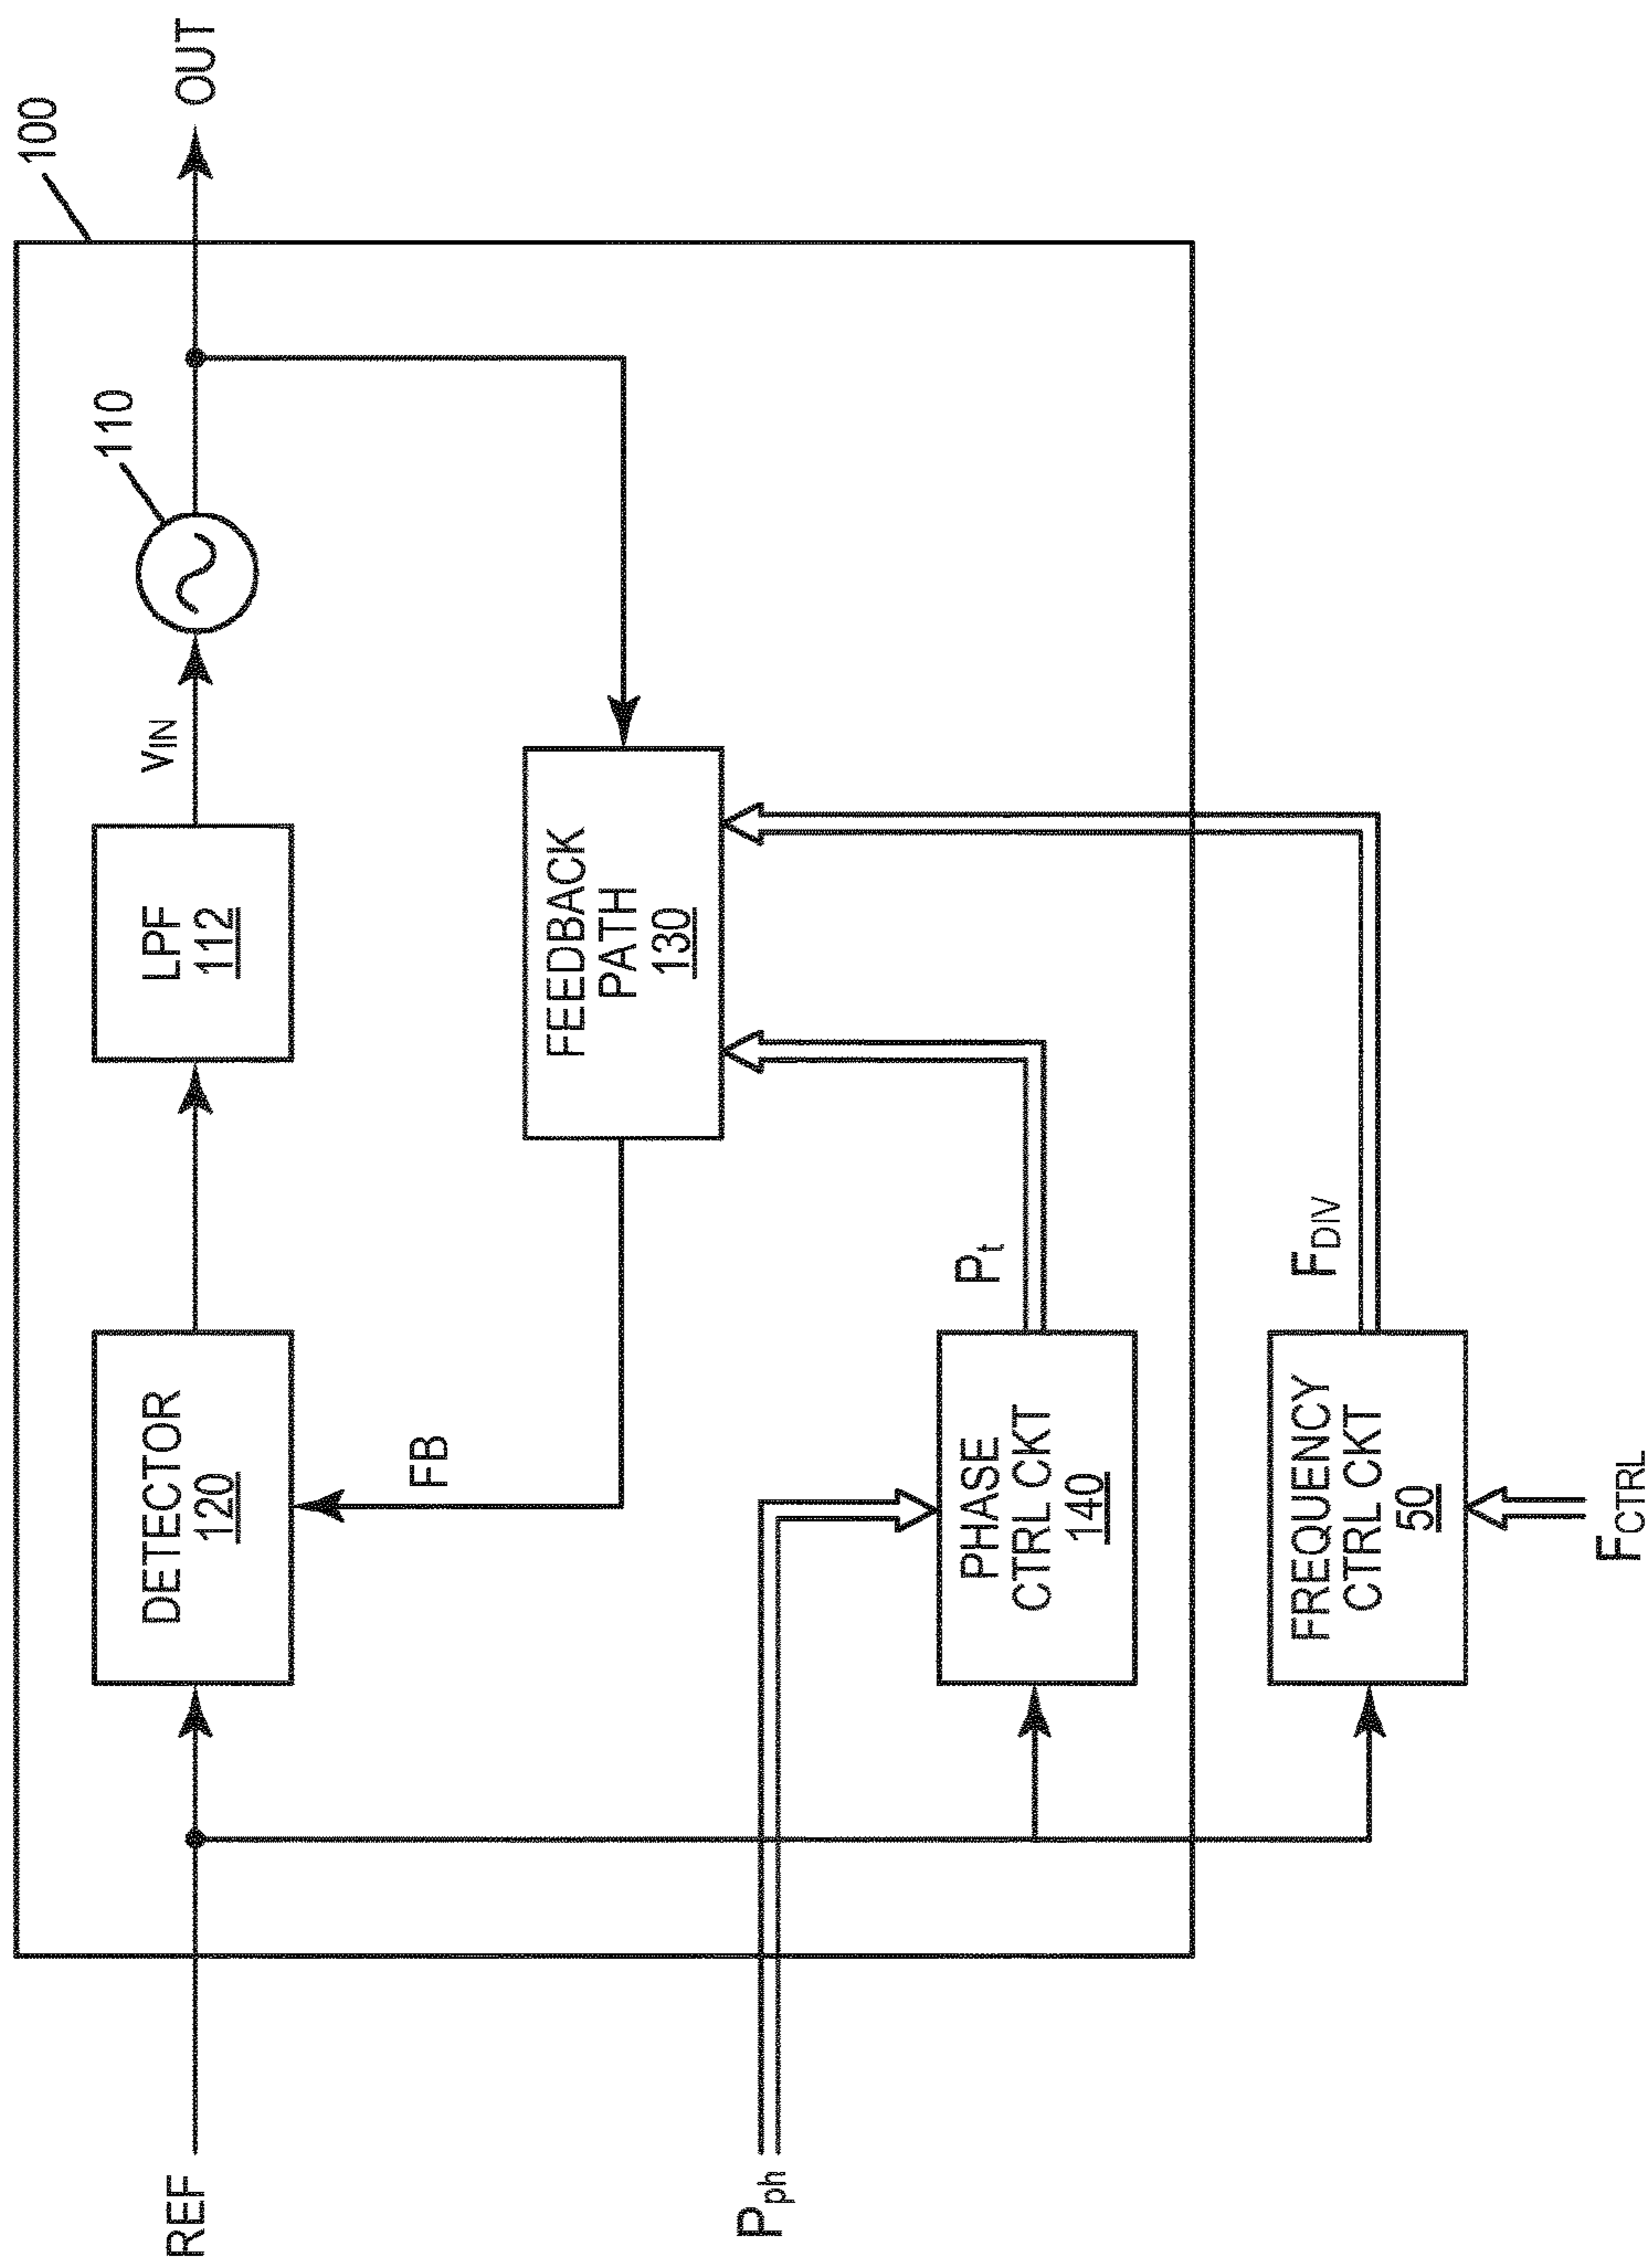 100
110
OUT
REF
DETECTOR
120
LPF
112
VIN
FB
FEEDBACK
PATH
130
Pph
PHASE
CTRL CKT
140
Pt
FREQUENCY
CTRL CKT
50
FDIV
FCTRL